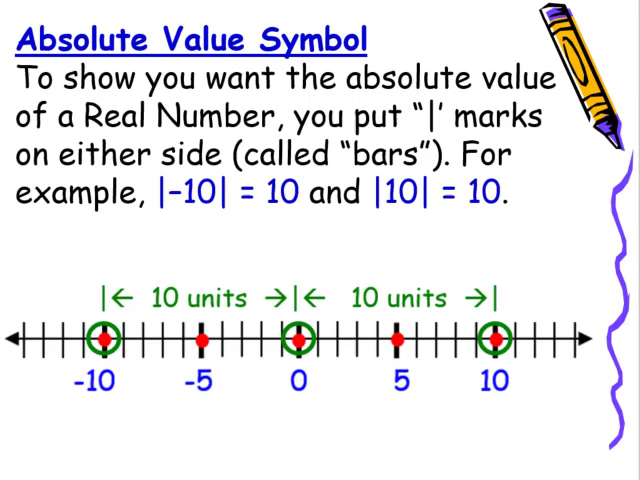 Absolute Value Symbol
To show you want the absolute value
of a Real Number, you put “|’ marks
on either side (called “bars”). For
example, |–10| = 10 and |10| = 10.
|← 10 units →|← 10 units →|
-10 -5 0 5 10